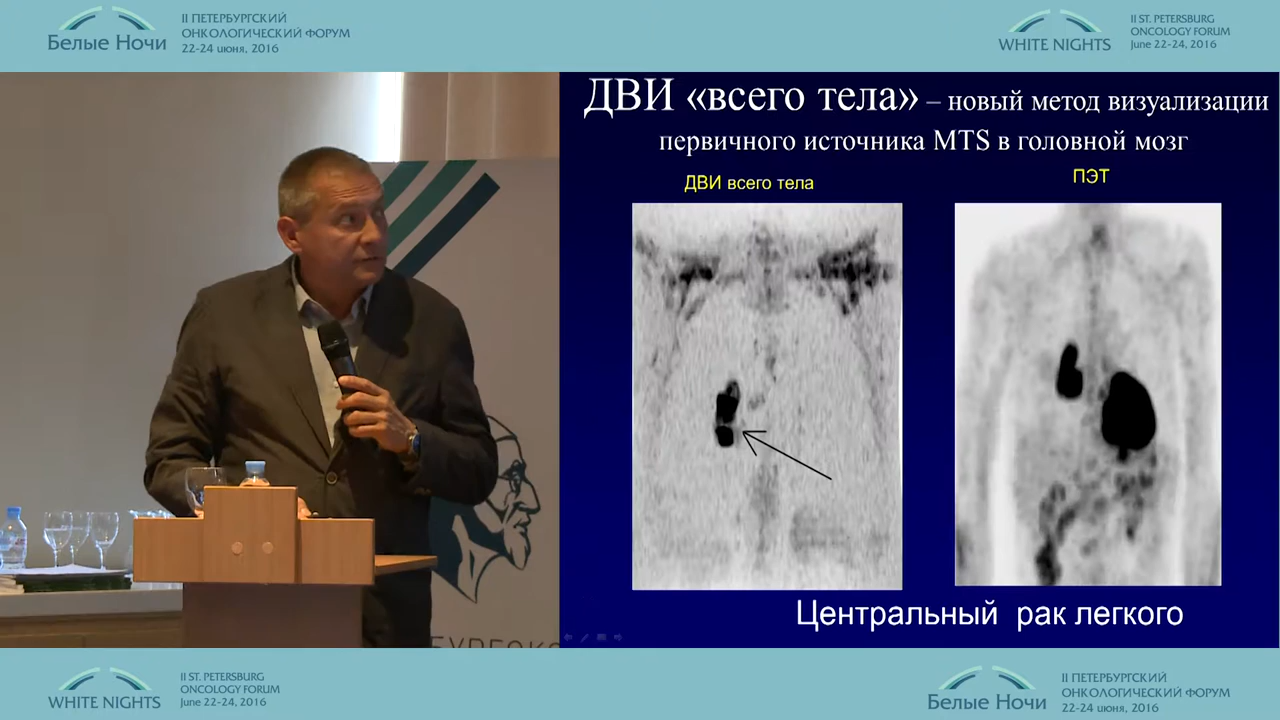 II ПЕТЕРБУРГСКИЙ
ОНКОЛОГИЧЕСКИЙ ФОРУМ
Белые Ночи
22-24 июня, 2016
II ST. PETERSBURG
ONCOLOGY FORUM
WHITE NIGHTS
June 22-24, 2016
ДВИ «всего тела» – новый метод визуализации
первичного источника MTS в головной мозг
ДВИ всего тела
ПЭТ
Центральный рак легкого
II ST. PETERSBURG
ONCOLOGY FORUM
WHITE NIGHTS
June 22-24, 2016
II ПЕТЕРБУРГСКИЙ
ОНКОЛОГИЧЕСКИЙ ФОРУМ
Белые Ночи
22-24 июня, 2016